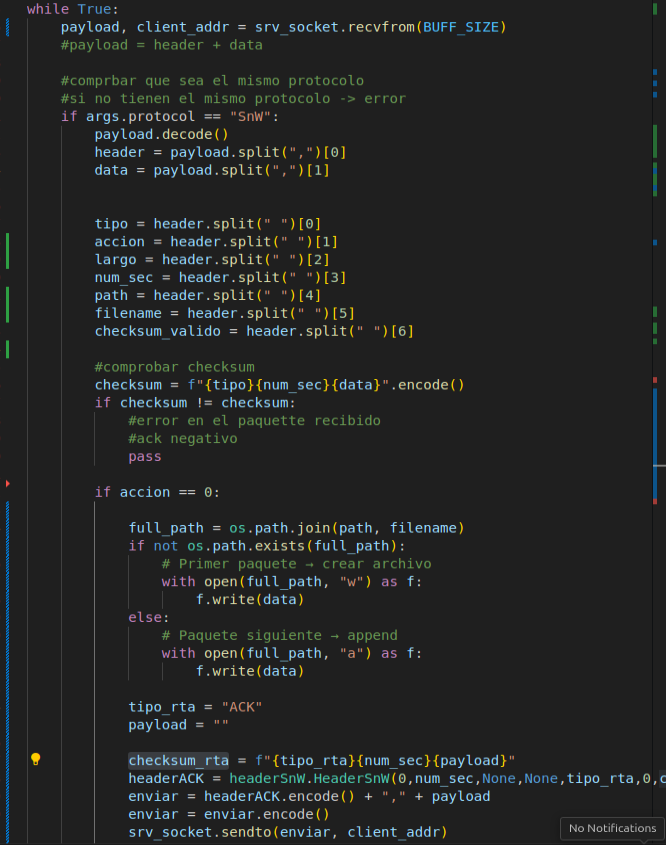 while True:
payload, client_addr = srv_socket.recvfrom(BUFF_SIZE)
#payload = header + data
#comprbar que sea el mismo protocolo
#si no tienen el mismo protocolo -> error
if args.protocol == "SnW":
payload.decode()
header = payload.split(",")[0]
data = payload.split(",")[1]
tipo = header.split(" ")[0]
accion = header.split(" ")[1]
largo = header.split(" ")[2]
num_sec = header.split(" ")[3]
path = header.split(" ")[4]
filename = header.split(" ")[5]
checksum_valido = header.split(" ")[6]
#comprobar checksum
checksum = f"{tipo}{num_sec}{data}".encode()
if checksum != checksum:
#error en el paquette recibido
#ack negativo
pass
if accion == 0:
full_path = os.path.join(path, filename)
if not os.path.exists(full_path):
# Primer paquete → crear archivo
with open(full_path, "w") as f:
f.write(data)
else:
# Paquete siguiente → append
with open(full_path, "a") as f:
f.write(data)
tipo_rta = "ACK"
payload = ""
checksum_rta = f"{tipo_rta}{num_sec}{payload}"
headerACK = headerSnW.HeaderSnW(0,num_sec,None,None,tipo_rta,0,c
enviar = headerACK.encode() + "," + payload
enviar = enviar.encode()
srv_socket.sendto(enviar, client_addr)
No Notifications